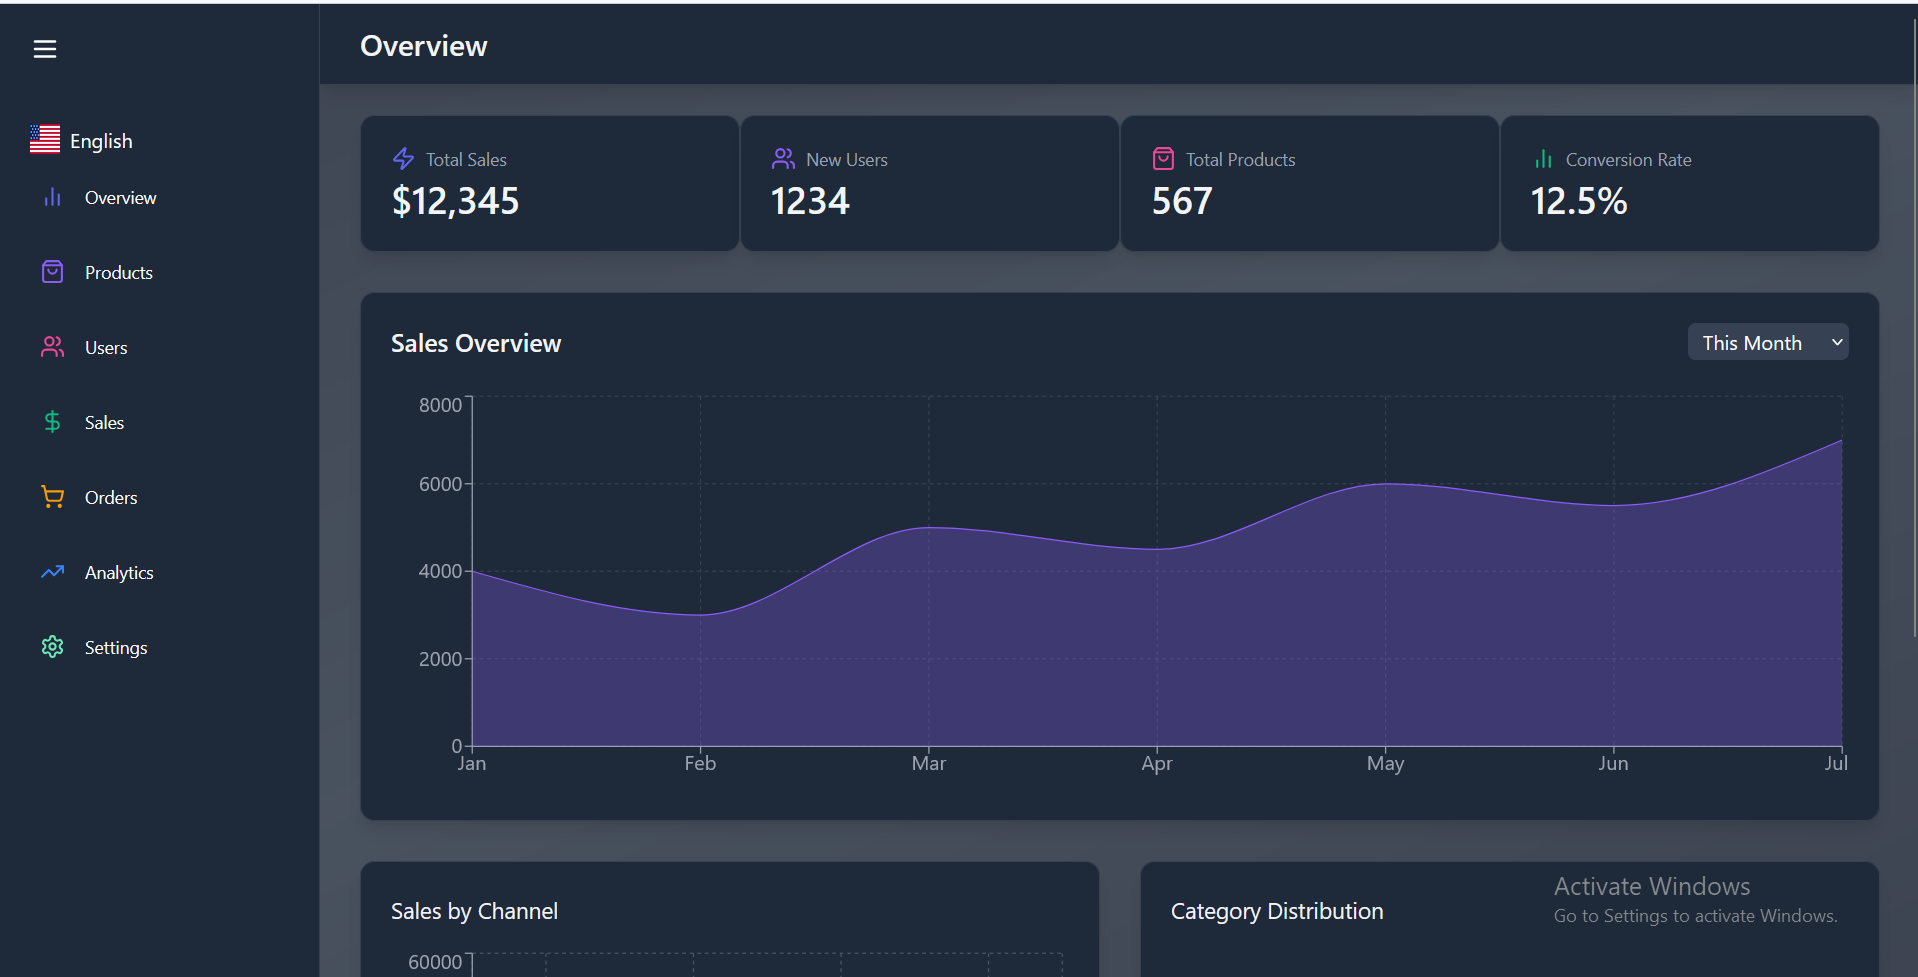 Overview
English
Overview
Products
Users
Sales
Orders
Analytics
Settings
Total Sales
$12,345
New Users
1234
Total Products
567
Conversion Rate
12.5%
Sales Overview
This Month
8000
6000
4000
2000
0
Jan Feb Mar Apr May Jun Jul
Sales by Channel
60000
Category Distribution
Activate Windows
Go to Settings to activate Windows.